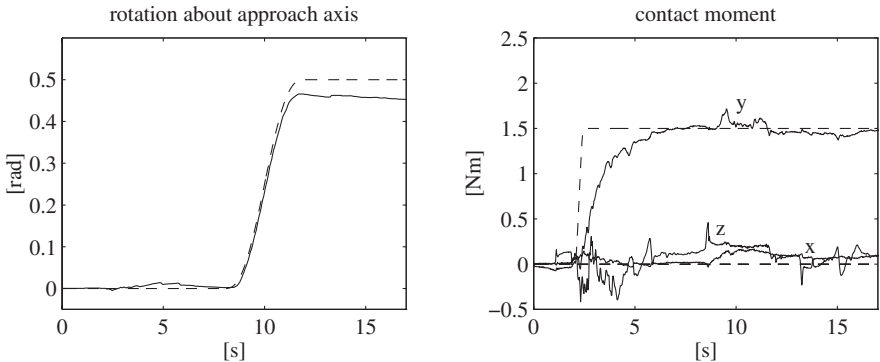 rotation about approach axis
0.5
0.4
0.3
0.2
0.1
0
[rad]
0 5 10 15
[s]
contact moment
2.5
2
1.5
1
0.5
0
−0.5
[Nm]
y
z
x
0 5 10 15
[s]